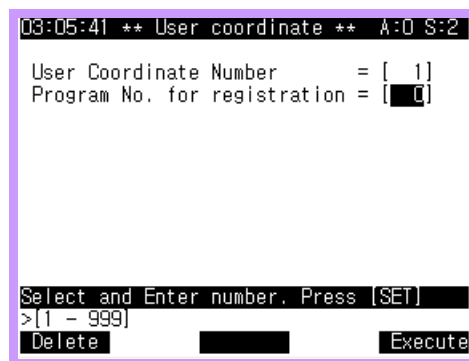 03:05:41 ** User coordinate ** A:0 S:2
User Coordinate Number = [ 1]
Program No. for registration = [ 0]
Select and Enter number. Press [SET]
>[1 - 999]
Delete Execute